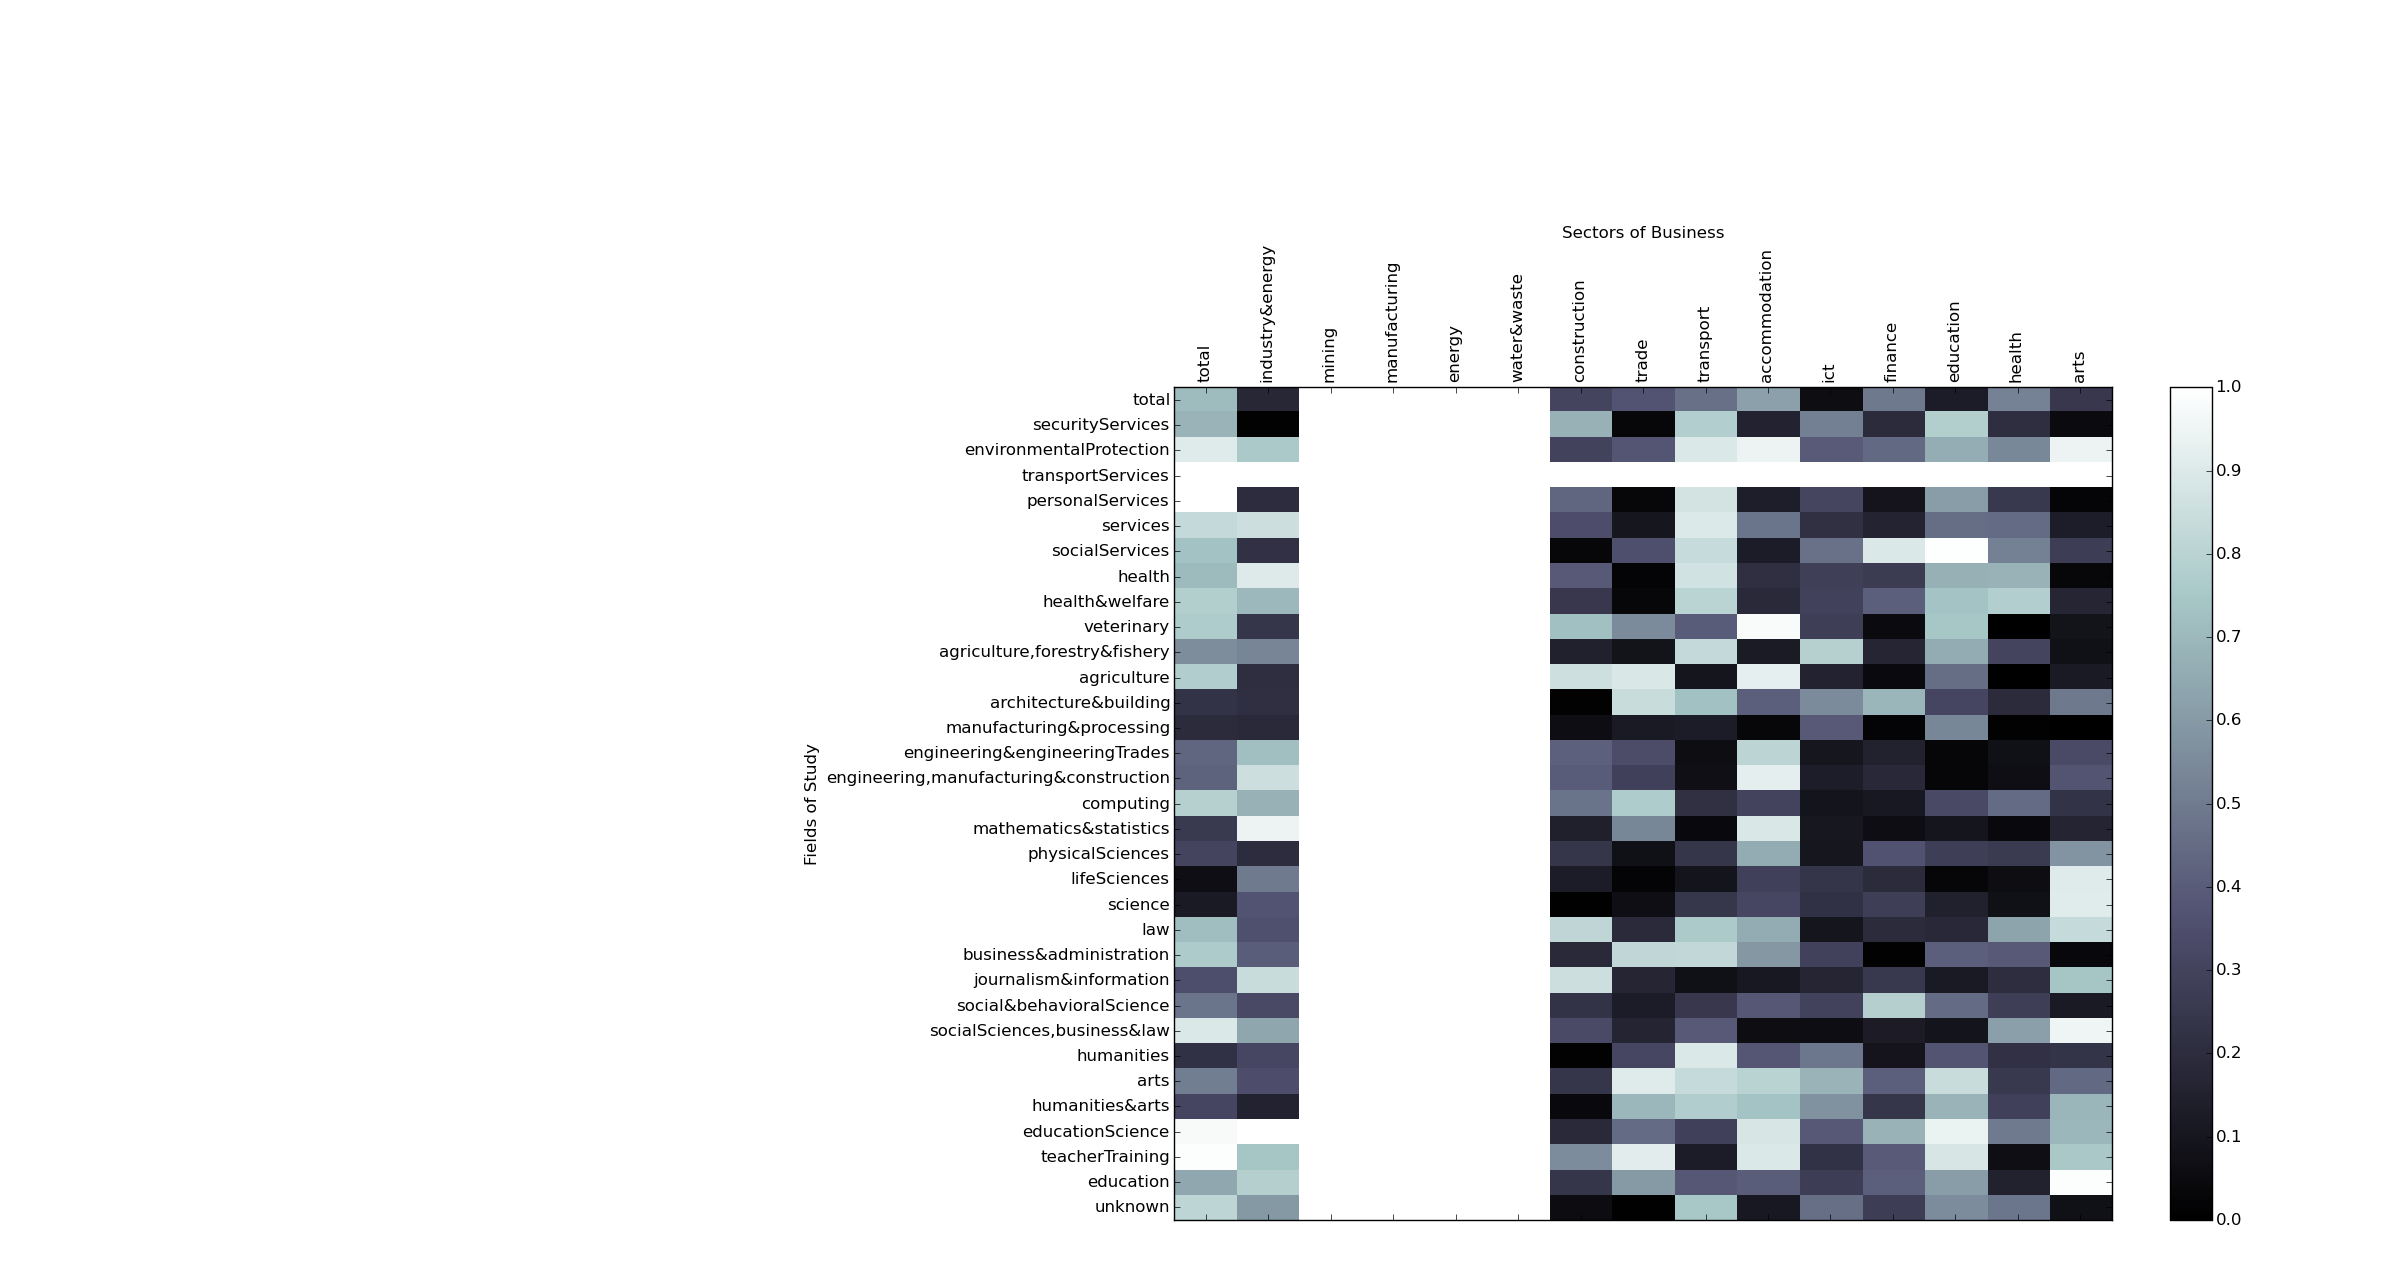 Sectors of Business
total
industry&energy
mining
manufacturing
energy
water&waste
construction
trade
transport
accommodation
ict
finance
education
health
arts
Fields of Study
total
securityServices
environmentalProtection
transportServices
personalServices
services
socialServices
health
health&welfare
veterinary
agriculture,forestry&fishery
agriculture
architecture&building
manufacturing&processing
engineering&engineeringTrades
engineering,manufacturing&construction
computing
mathematics&statistics
physicalSciences
lifeSciences
science
law
business&administration
journalism&information
social&behavioralScience
socialSciences,business&law
humanities
arts
humanities&arts
educationScience
teacherTraining
education
unknown
1.0
0.9
0.8
0.7
0.6
0.5
0.4
0.3
0.2
0.1
0.0